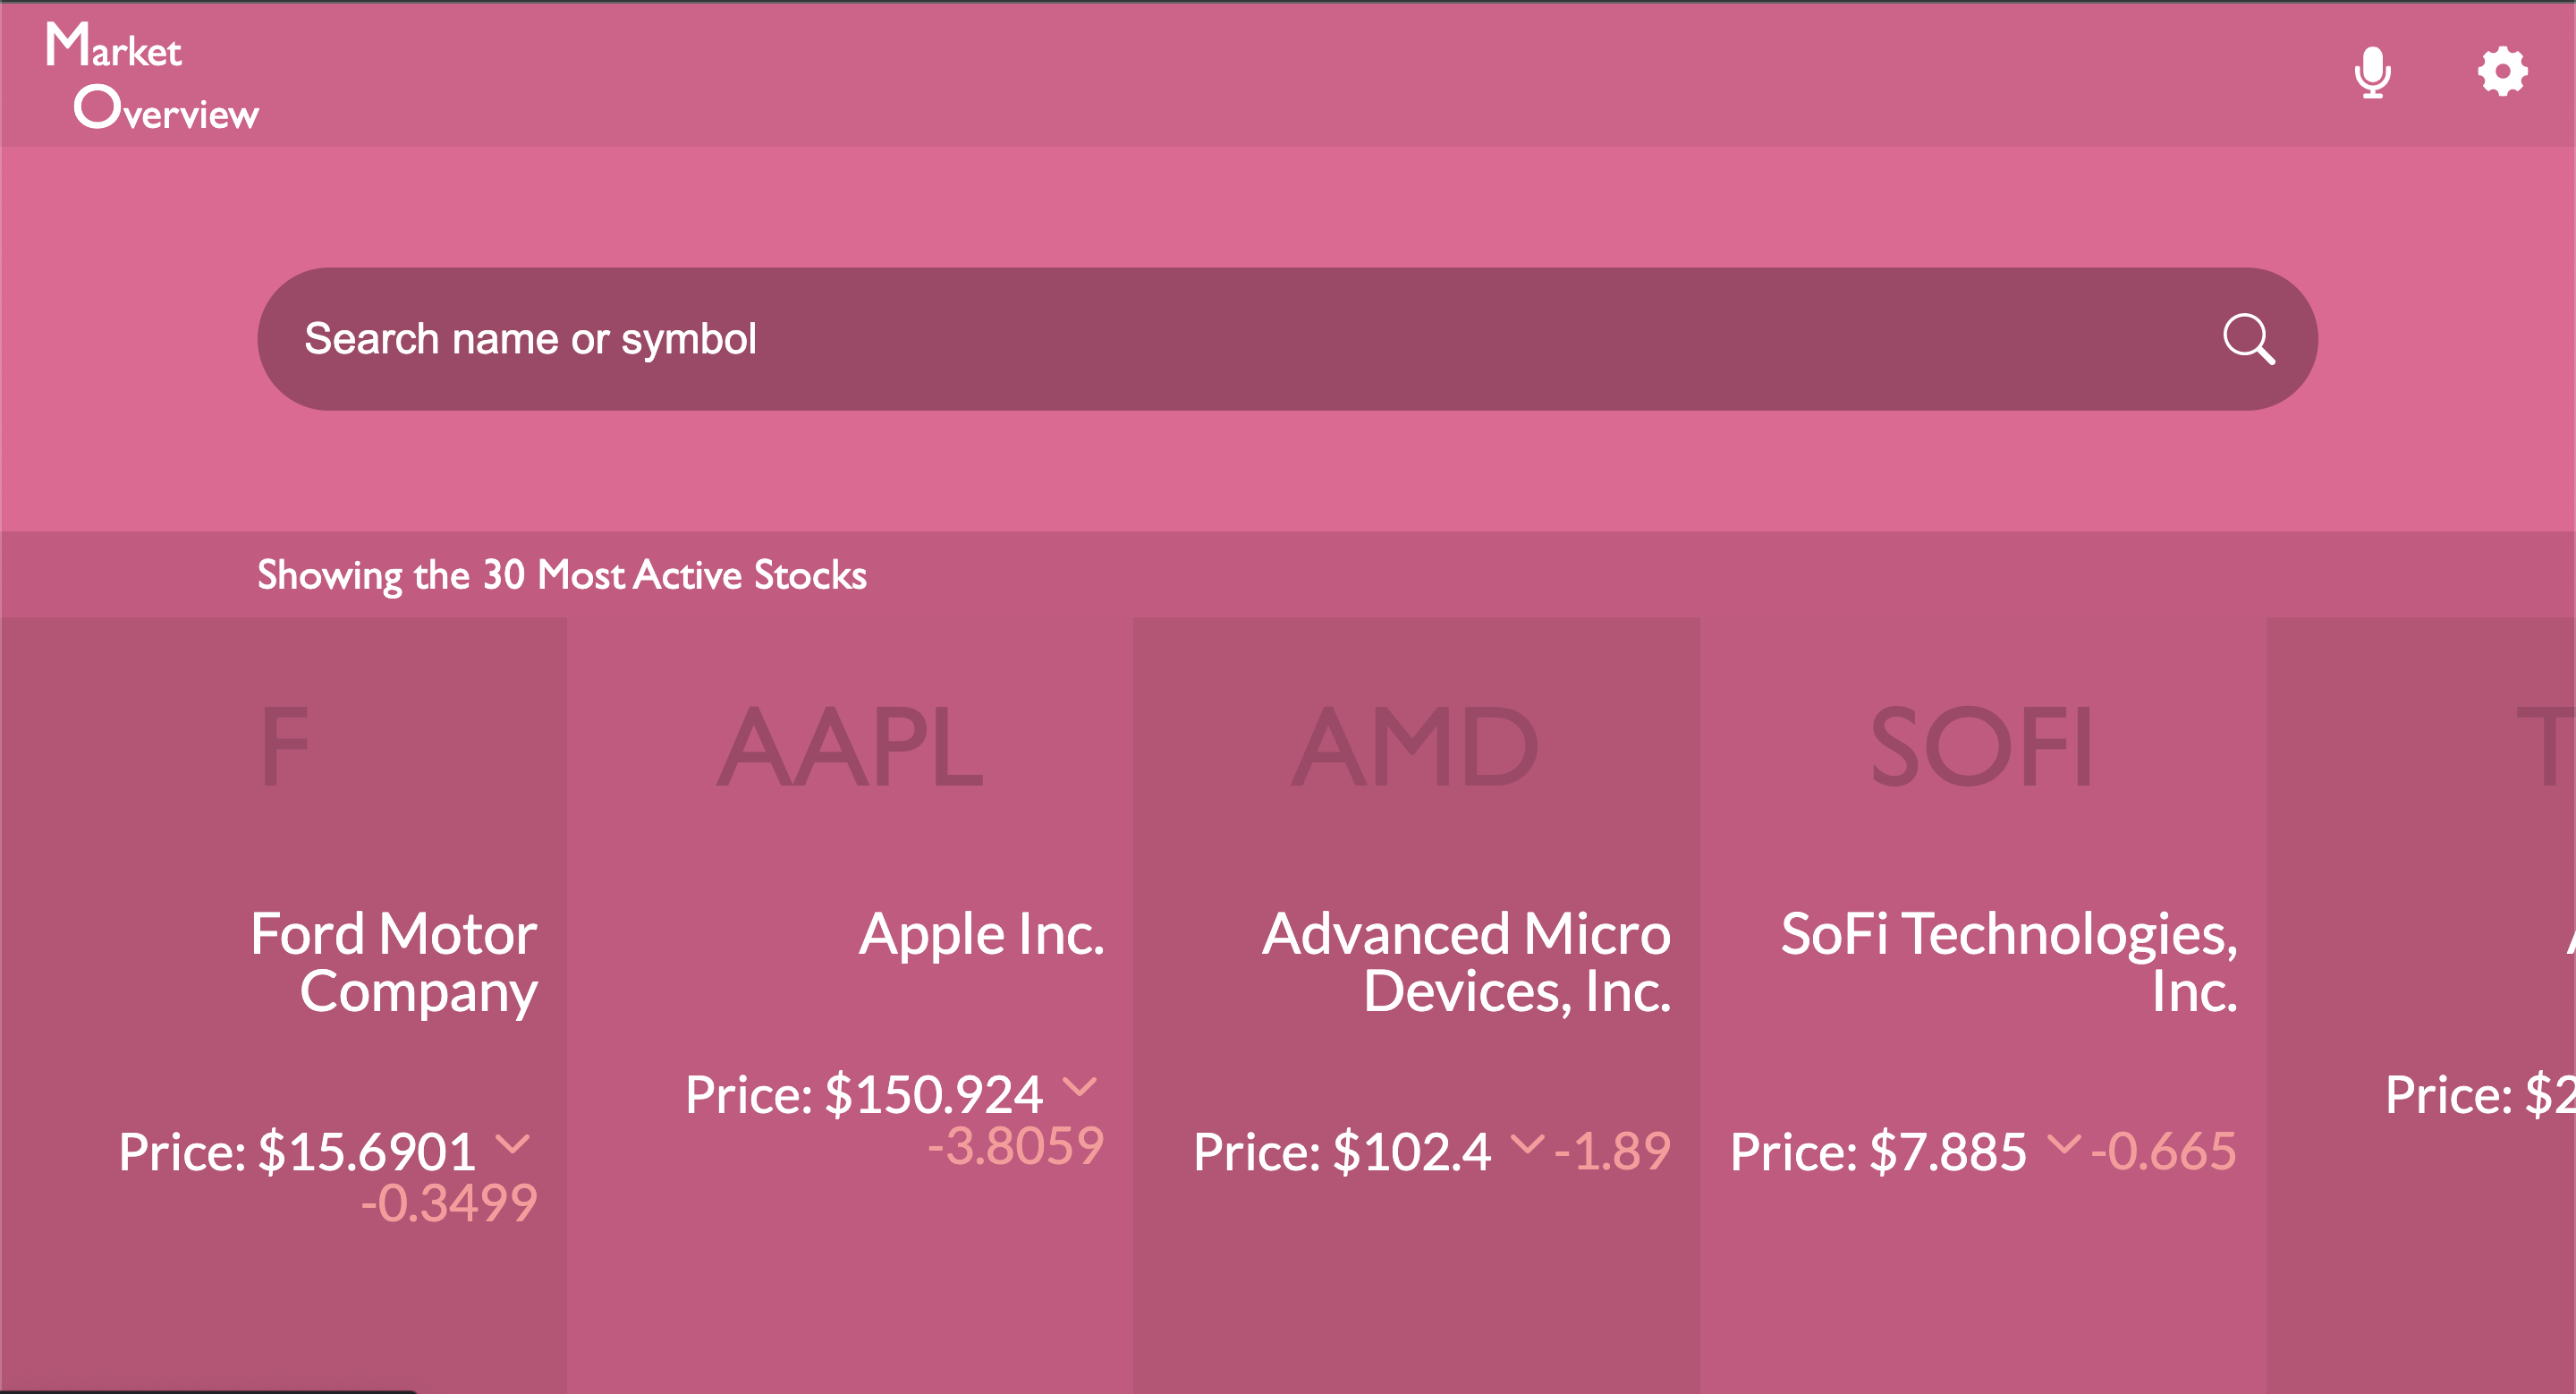 Market
Overview
Search name or symbol
Showing the 30 Most Active Stocks
F
Ford Motor
Company
Price: $15.6901
-0.3499
AAPL
Apple Inc.
Price: $150.924
-3.8059
AMD
Advanced Micro
Devices, Inc.
Price: $102.4 -1.89
SOFI
SoFi Technologies,
Inc.
Price: $7.885 -0.665
T
Price: $2